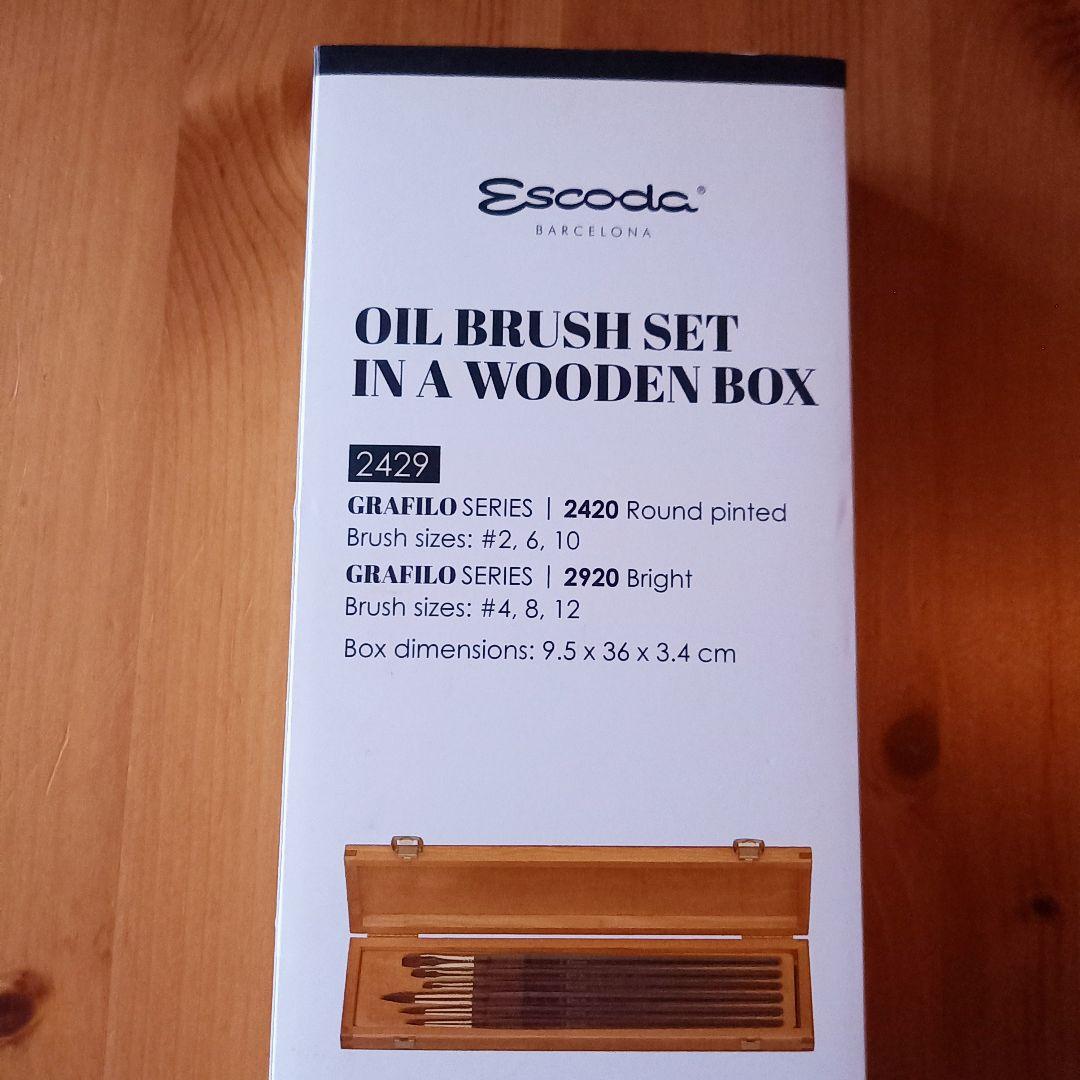 Escoda®
BARCELONA
OIL BRUSH SET
IN A WOODEN BOX
2429
GRAFILO SERIES | 2420 Round pinted
Brush sizes: #2, 6, 10
GRAFILO SERIES | 2920 Bright
Brush sizes: #4, 8, 12
Box dimensions: 9.5 x 36 x 3.4 cm